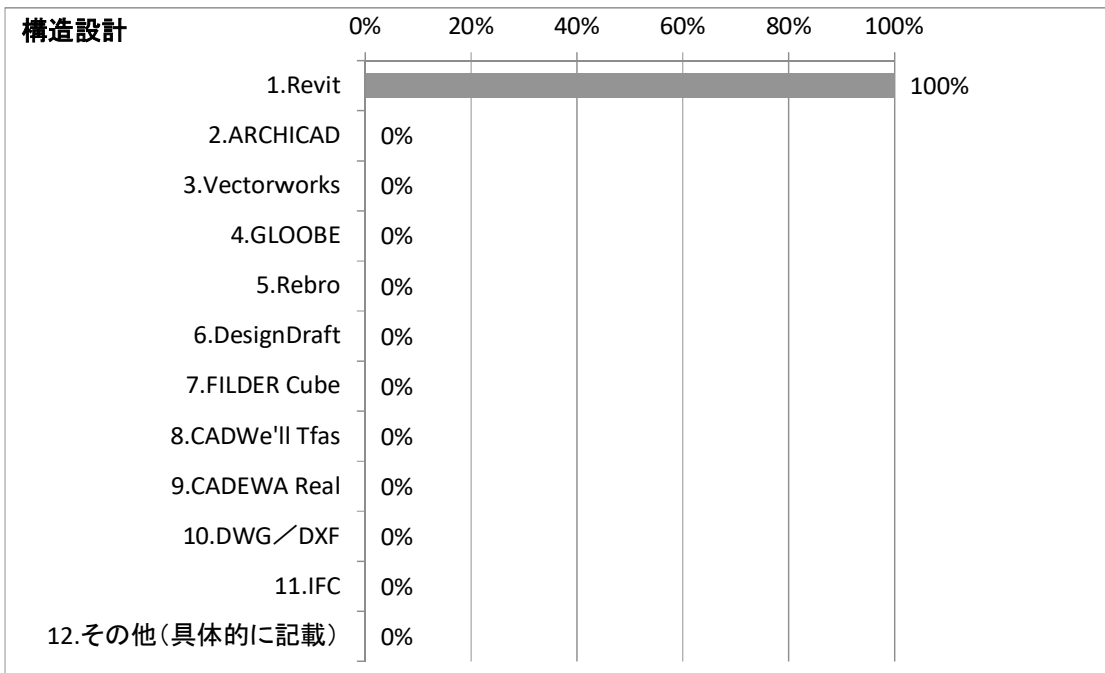 構造設計
0% 20% 40% 60% 80% 100%
1.Revit 100%
2.ARCHICAD 0%
3.Vectorworks 0%
4.GLOOBE 0%
5.Rebro 0%
6.DesignDraft 0%
7.FILDER Cube 0%
8.CADWe'll Tfas 0%
9.CADEWA Real 0%
10.DWG／DXF 0%
11.IFC 0%
12.その他（具体的に記載） 0%